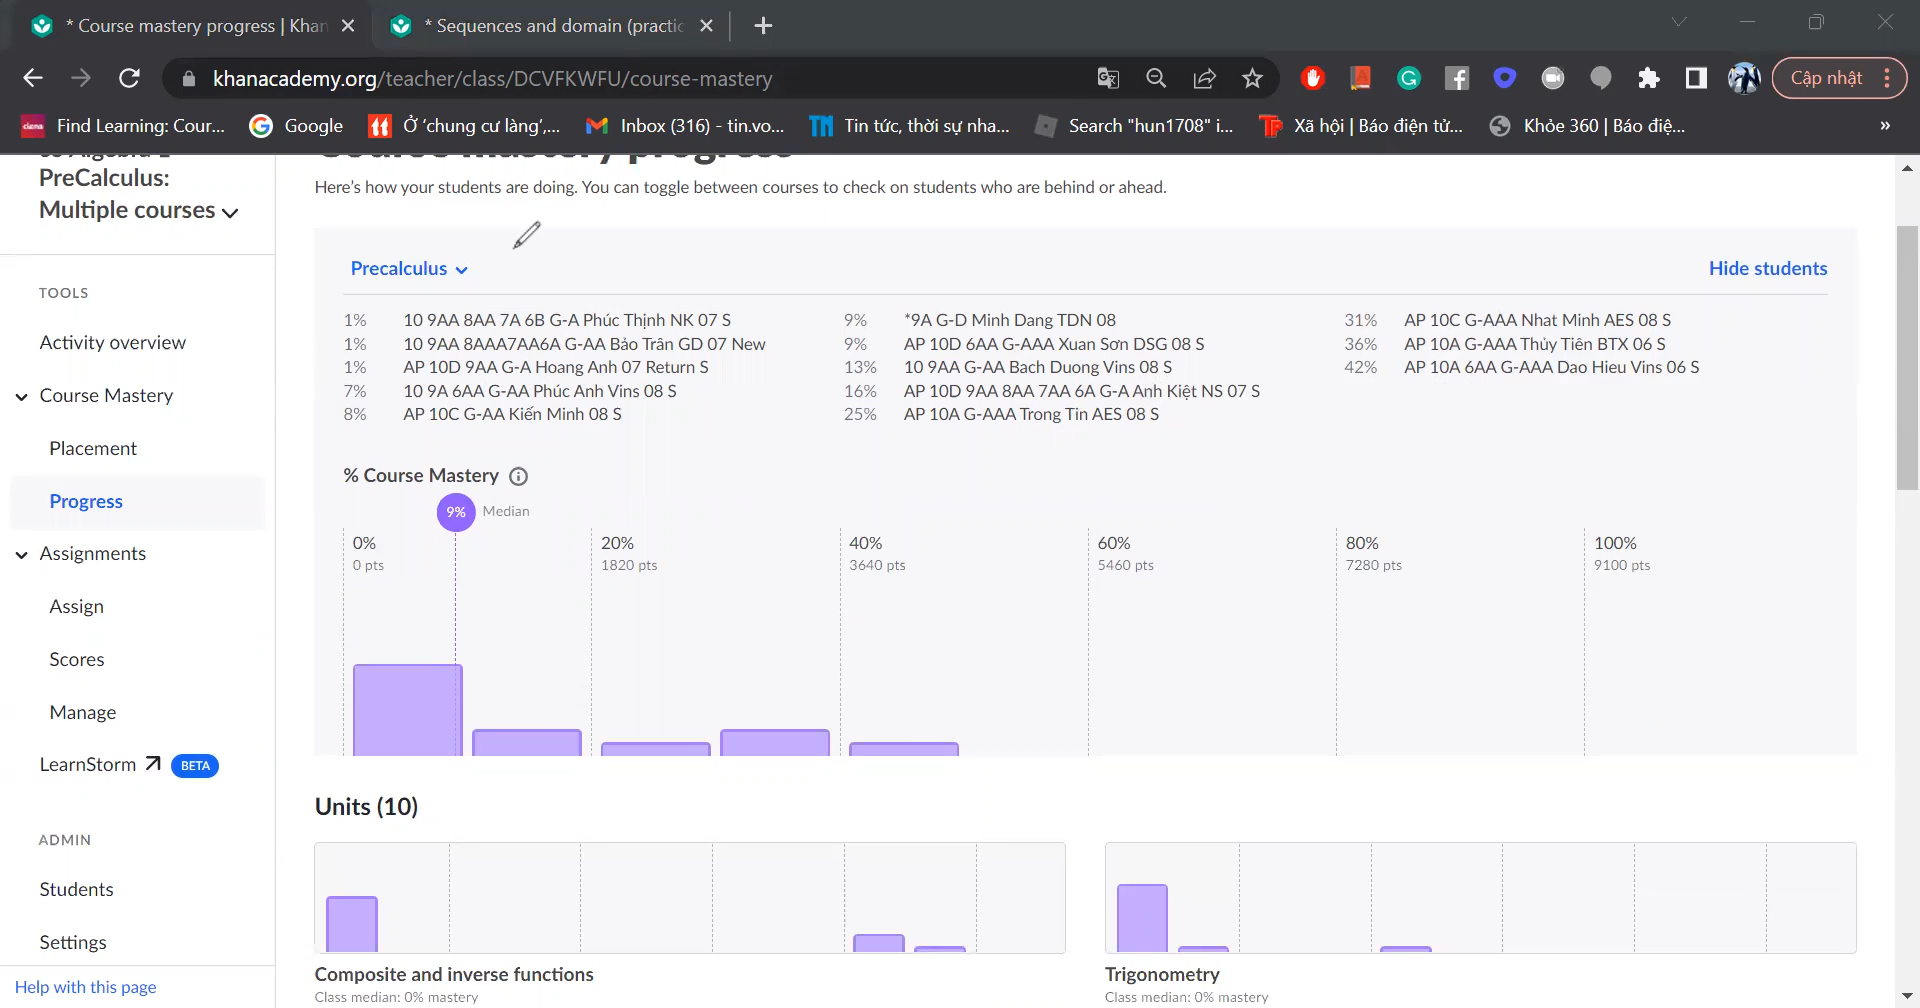 * Course mastery progress | Khan
* Sequences and domain (practic
khanacademy.org/teacher/class/DCVFKWFU/course-mastery
Cập nhật
Find Learning: Cour...
Google
Ở 'chung cư làng',...
Inbox (316) - tin.vo...
Tin tức, thời sự nha...
Search "hun1708" i...
Xã hội | Báo điện tử...
Khỏe 360 | Báo điệ...
»
PreCalculus:
Multiple courses
TOOLS
Activity overview
Course Mastery
Placement
Progress
Assignments
Assign
Scores
Manage
LearnStorm
BETA
ADMIN
Students
Settings
Help with this page
Course mastery progress
Here's how your students are doing. You can toggle between courses to check on students who are behind or ahead.
Precalculus
Hide students
1% 10 9AA 8AA 7A 6B G-A Phúc Thịnh NK 07 S
1% 10 9AA 8AAA7AA6A G-AA Bảo Trân GD 07 New
1% AP 10D 9AA G-A Hoang Anh 07 Return S
7% 10 9A 6AA G-AA Phúc Anh Vins 08 S
8% AP 10C G-AA Kiến Minh 08 S
9% *9A G-D Minh Dang TDN 08
9% AP 10D 6AA G-AAA Xuan Sơn DSG 08 S
13% 10 9AA G-AA Bach Duong Vins 08 S
16% AP 10D 9AA 8AA 7AA 6A G-A Anh Kiệt NS 07 S
25% AP 10A G-AAA Trong Tin AES 08 S
31% AP 10C G-AAA Nhat Minh AES 08 S
36% AP 10A G-AAA Thủy Tiên BTX 06 S
42% AP 10A 6AA G-AAA Dao Hieu Vins 06 S
% Course Mastery
9% Median
0% 20% 40% 60% 80% 100%
0 pts 1820 pts 3640 pts 5460 pts 7280 pts 9100 pts
Units (10)
Composite and inverse functions
Class median: 0% mastery
Trigonometry
Class median: 0% mastery